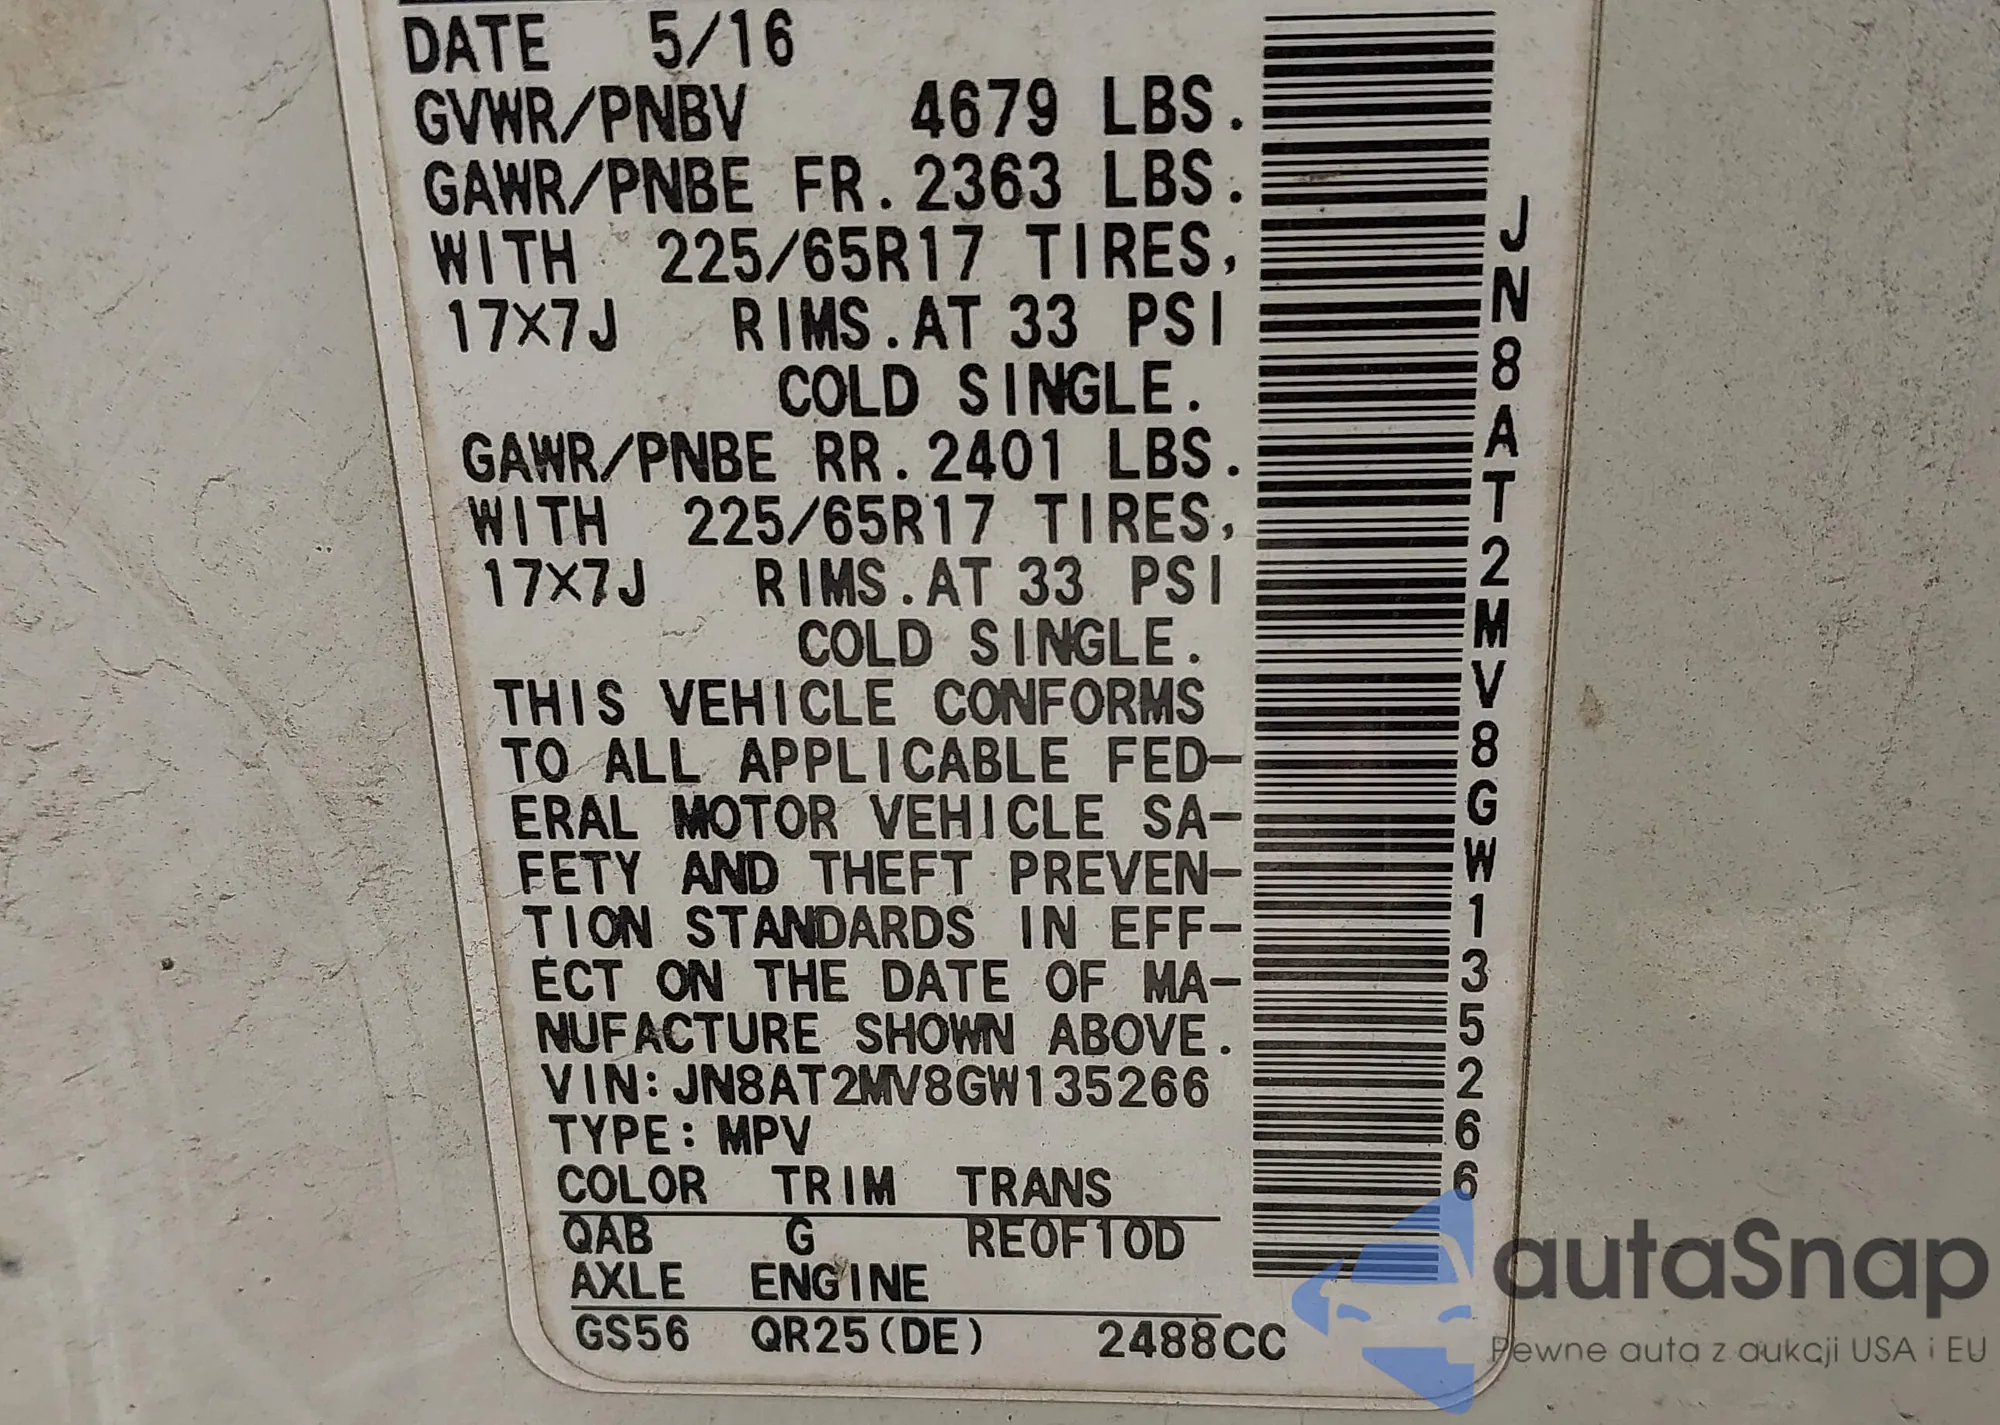 DATE 5/16
GVWR/PNBV 4679 LBS.
GAWR/PNBE FR. 2363 LBS.
WITH 225/65R17 TIRES,
17X7J RIMS. AT 33 PSI
COLD SINGLE.
GAWR/PNBE RR. 2401 LBS.
WITH 225/65R17 TIRES,
17X7J RIMS. AT 33 PSI
COLD SINGLE.
THIS VEHICLE CONFORMS
TO ALL APPLICABLE FED-
ERAL MOTOR VEHICLE SA-
FETY AND THEFT PREVEN-
TION STANDARDS IN EFF-
ECT ON THE DATE OF MA-
NUFACTURE SHOWN ABOVE.
VIN: JN8AT2MV8GW135266
TYPE: MPV
COLOR TRIM TRANS
QAB G RE0F10D
AXLE ENGINE
GS56 QR25(DE) 2488CC
JN8AT2MV8GW135266
autaSnap
Pewne auta z aukcji USA i EU